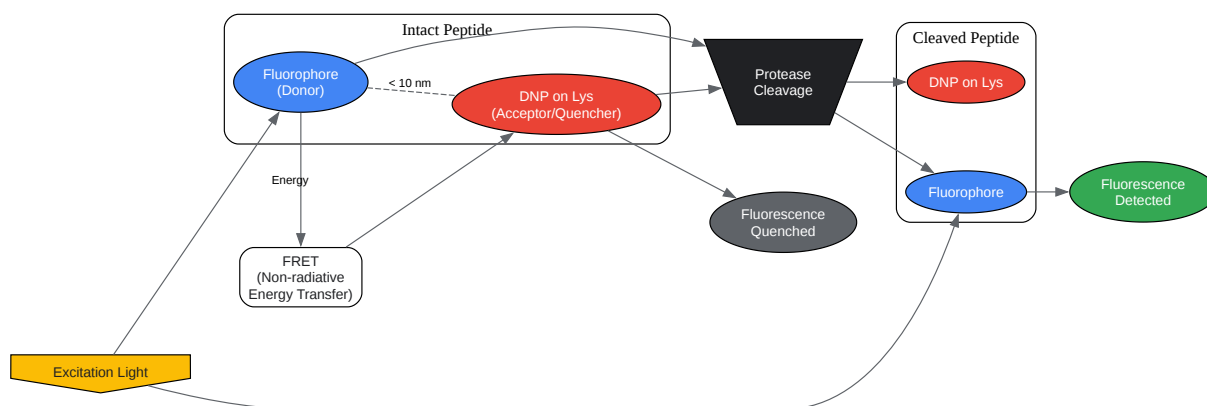 Intact Peptide
Fluorophore
(Donor)
< 10 nm
DNP on Lys
(Acceptor/Quencher)
Protease
Cleavage
Cleaved Peptide
DNP on Lys
Fluorophore
Fluorescence
Detected
Energy
Fluorescence
Quenched
FRET
(Non-radiative
Energy Transfer)
Excitation Light